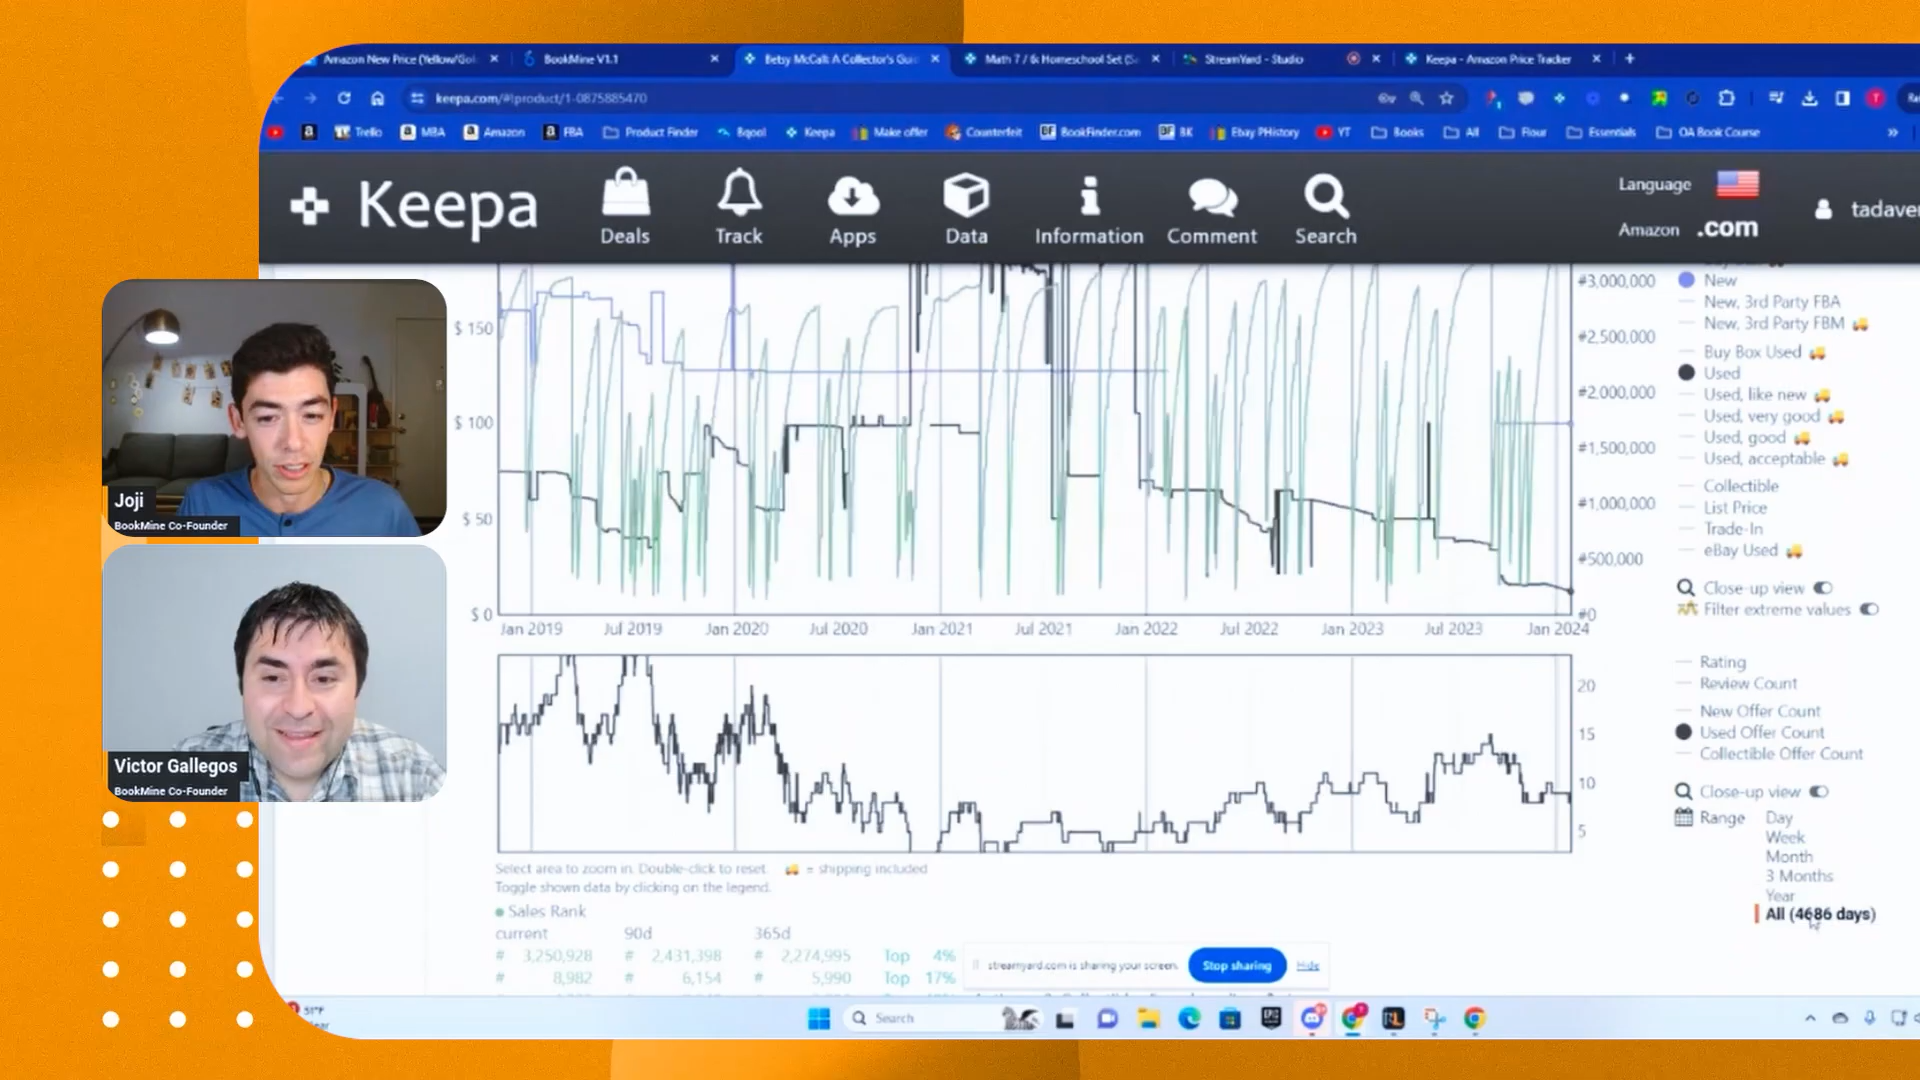 Amazon New Price (Yellow/Gol
BookMine V1.1
Betsy McCall: A Collector's Gui
Math 7 / 6: Homeschool Set (S
StreamYard - Studio
Keepa - Amazon Price Tracker
keepa.com/#!product/1-0875885470
Trello
MBA
Amazon
FBA
Product Finder
Bqool
Keepa
Make offer
Counterfeit
BookFinder.com
BK
Ebay PHistory
YT
Books
All
Flour
Essentials
OA Book Course
Keepa
Deals
Track
Apps
Data
Information
Comment
Search
Language
Amazon .com
tadaver
$ 150
$ 100
$ 50
$ 0
#3,000,000
#2,500,000
#2,000,000
#1,500,000
#1,000,000
#500,000
#0
Jan 2019 Jul 2019 Jan 2020 Jul 2020 Jan 2021 Jul 2021 Jan 2022 Jul 2022 Jan 2023 Jul 2023 Jan 2024
New
New, 3rd Party FBA
New, 3rd Party FBM
Buy Box Used
Used
Used, like new
Used, very good
Used, good
Used, acceptable
Collectible
List Price
Trade-In
eBay Used
Close-up view
Filter extreme values
20
15
10
5
Rating
Review Count
New Offer Count
Used Offer Count
Collectible Offer Count
Close-up view
Range
Day
Week
Month
3 Months
Year
All (4686 days)
Select area to zoom in. Double-click to reset. = shipping included
Toggle shown data by clicking on the legend.
Sales Rank
current 90d 365d
# 3,250,928 # 2,431,398 # 2,274,995 Top 4%
# 8,982 # 6,154 # 5,990 Top 17%
streamyard.com is sharing your screen.
Stop sharing
Hide
51°F
Search
Joji
BookMine Co-Founder
Victor Gallegos
BookMine Co-Founder